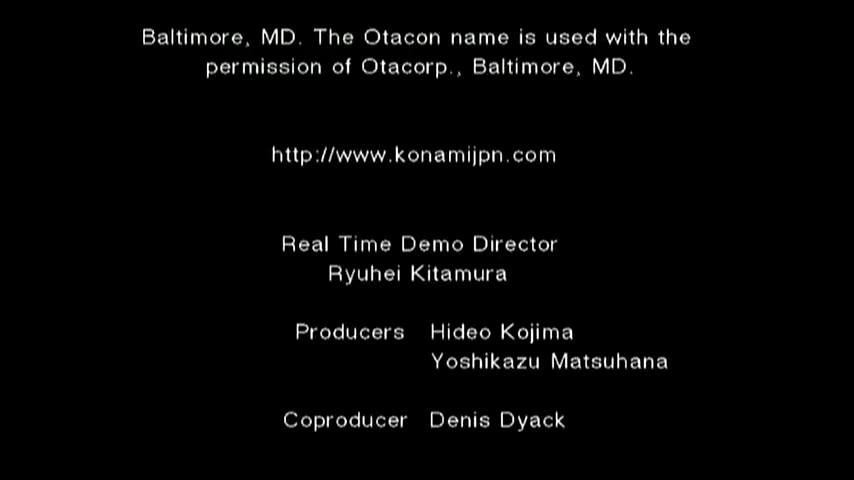 Baltimore, MD. The Otacon name is used with the
permission of Otacorp., Baltimore, MD.
http://www.konamijpn.com
Real Time Demo Director
Ryuhei Kitamura
Producers Hideo Kojima
Yoshikazu Matsuhana
Coproducer Denis Dyack